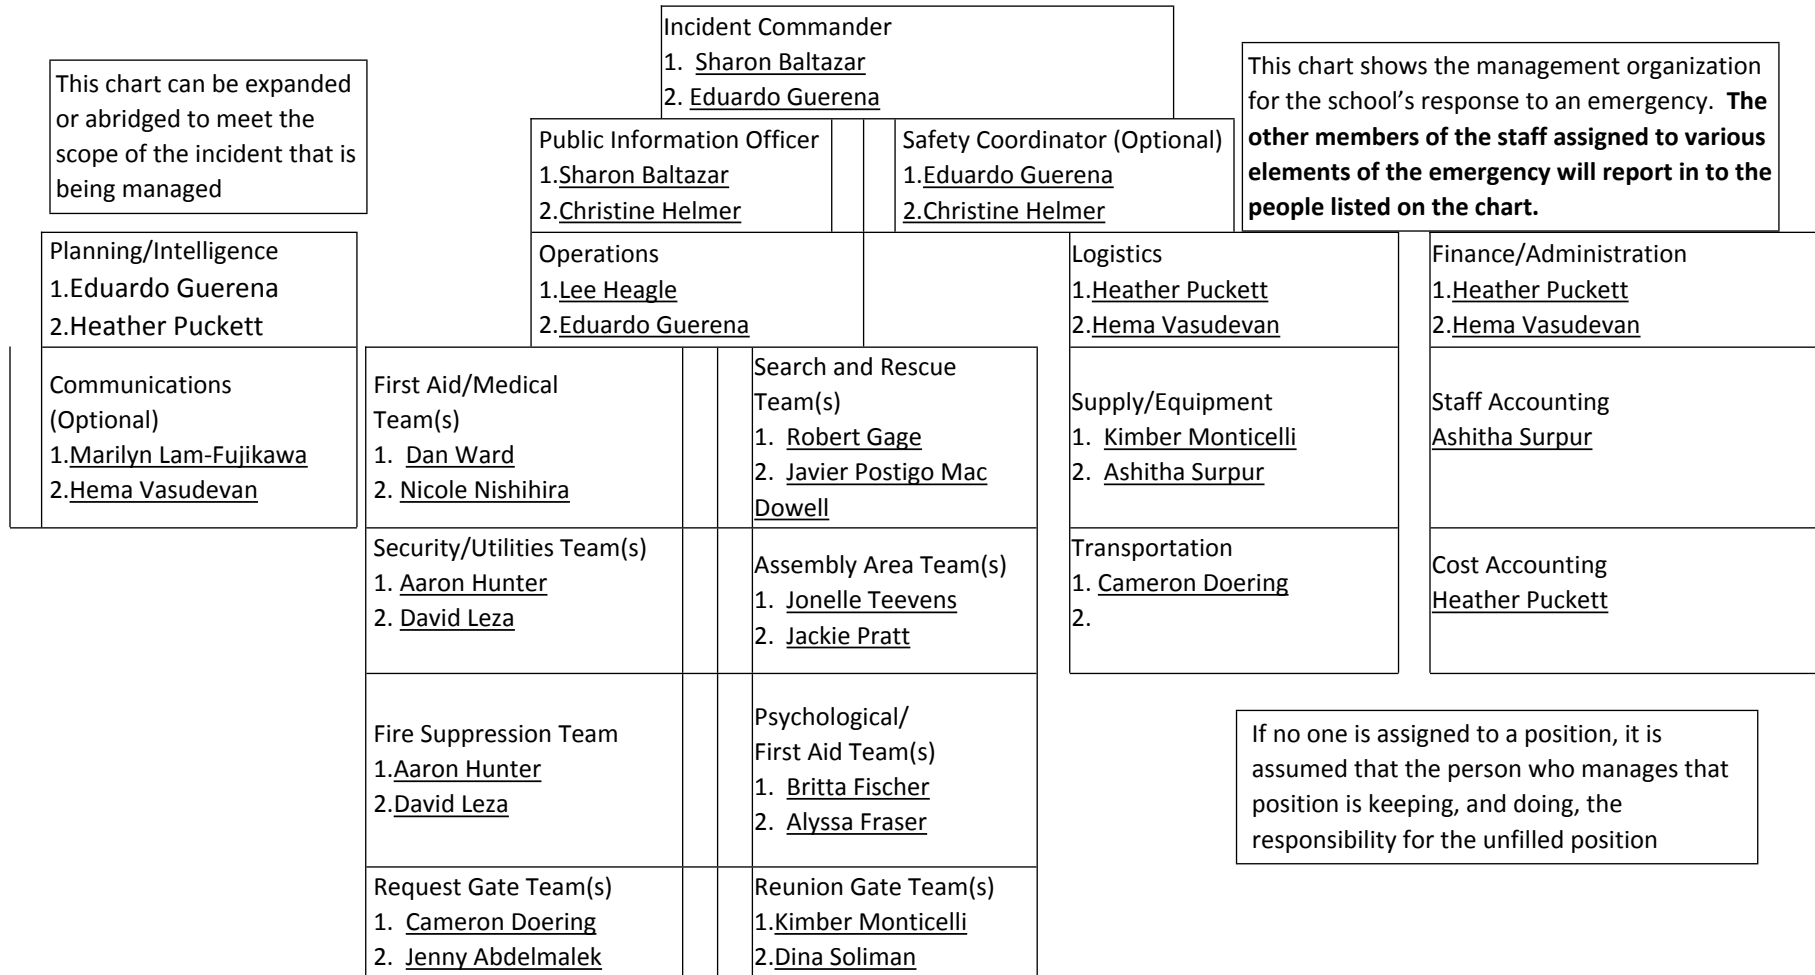 Incident Commander
1. Sharon Baltazar
2. Eduardo Guerena
This chart can be expanded
or abridged to meet the
scope of the incident that is
being managed
This chart shows the management organization
for the school’s response to an emergency. The
other members of the staff assigned to various
elements of the emergency will report in to the
people listed on the chart.
Public Information Officer
1.Sharon Baltazar
2.Christine Helmer
Safety Coordinator (Optional)
1.Eduardo Guerena
2.Christine Helmer
Planning/Intelligence
1.Eduardo Guerena
2.Heather Puckett
Operations
1.Lee Heagle
2.Eduardo Guerena
Logistics
1.Heather Puckett
2.Hema Vasudevan
Finance/Administration
1.Heather Puckett
2.Hema Vasudevan
Communications
(Optional)
1.Marilyn Lam-Fujikawa
2.Hema Vasudevan
First Aid/Medical
Team(s)
1. Dan Ward
2. Nicole Nishihira
Search and Rescue
Team(s)
1. Robert Gage
2. Javier Postigo Mac
Dowell
Supply/Equipment
1. Kimber Monticelli
2. Ashitha Surpur
Staff Accounting
Ashitha Surpur
Security/Utilities Team(s)
1. Aaron Hunter
2. David Leza
Assembly Area Team(s)
1. Jonelle Teevens
2. Jackie Pratt
Transportation
1. Cameron Doering
2.
Cost Accounting
Heather Puckett
Fire Suppression Team
1.Aaron Hunter
2.David Leza
Psychological/
First Aid Team(s)
1. Britta Fischer
2. Alyssa Fraser
If no one is assigned to a position, it is
assumed that the person who manages that
position is keeping, and doing, the
responsibility for the unfilled position
Request Gate Team(s)
1. Cameron Doering
2. Jenny Abdelmalek
Reunion Gate Team(s)
1.Kimber Monticelli
2.Dina Soliman